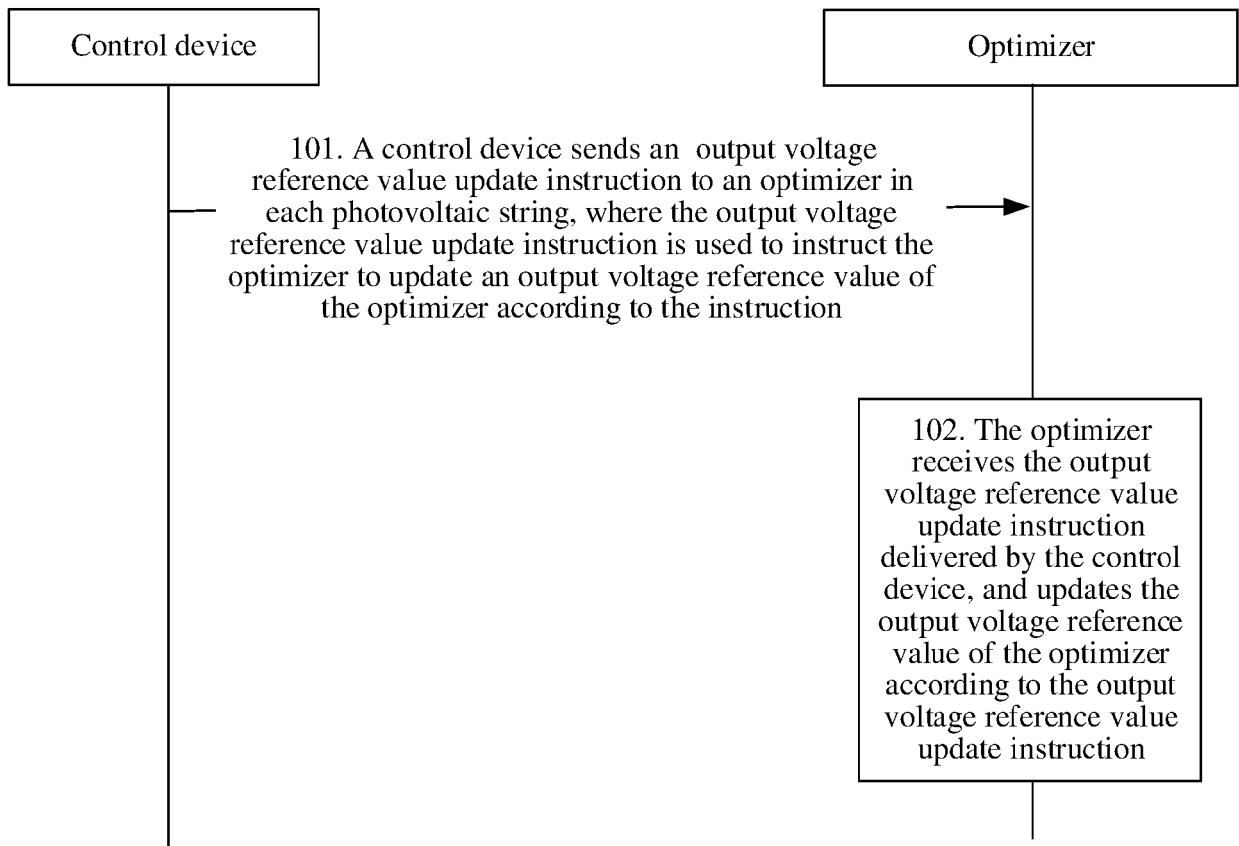 Control device
Optimizer
101. A control device sends an output voltage
reference value update instruction to an optimizer in
each photovoltaic string, where the output voltage
reference value update instruction is used to instruct the
optimizer to update an output voltage reference value of
the optimizer according to the instruction
102. The optimizer
receives the output
voltage reference value
update instruction
delivered by the control
device, and updates the
output voltage reference
value of the optimizer
according to the output
voltage reference value
update instruction